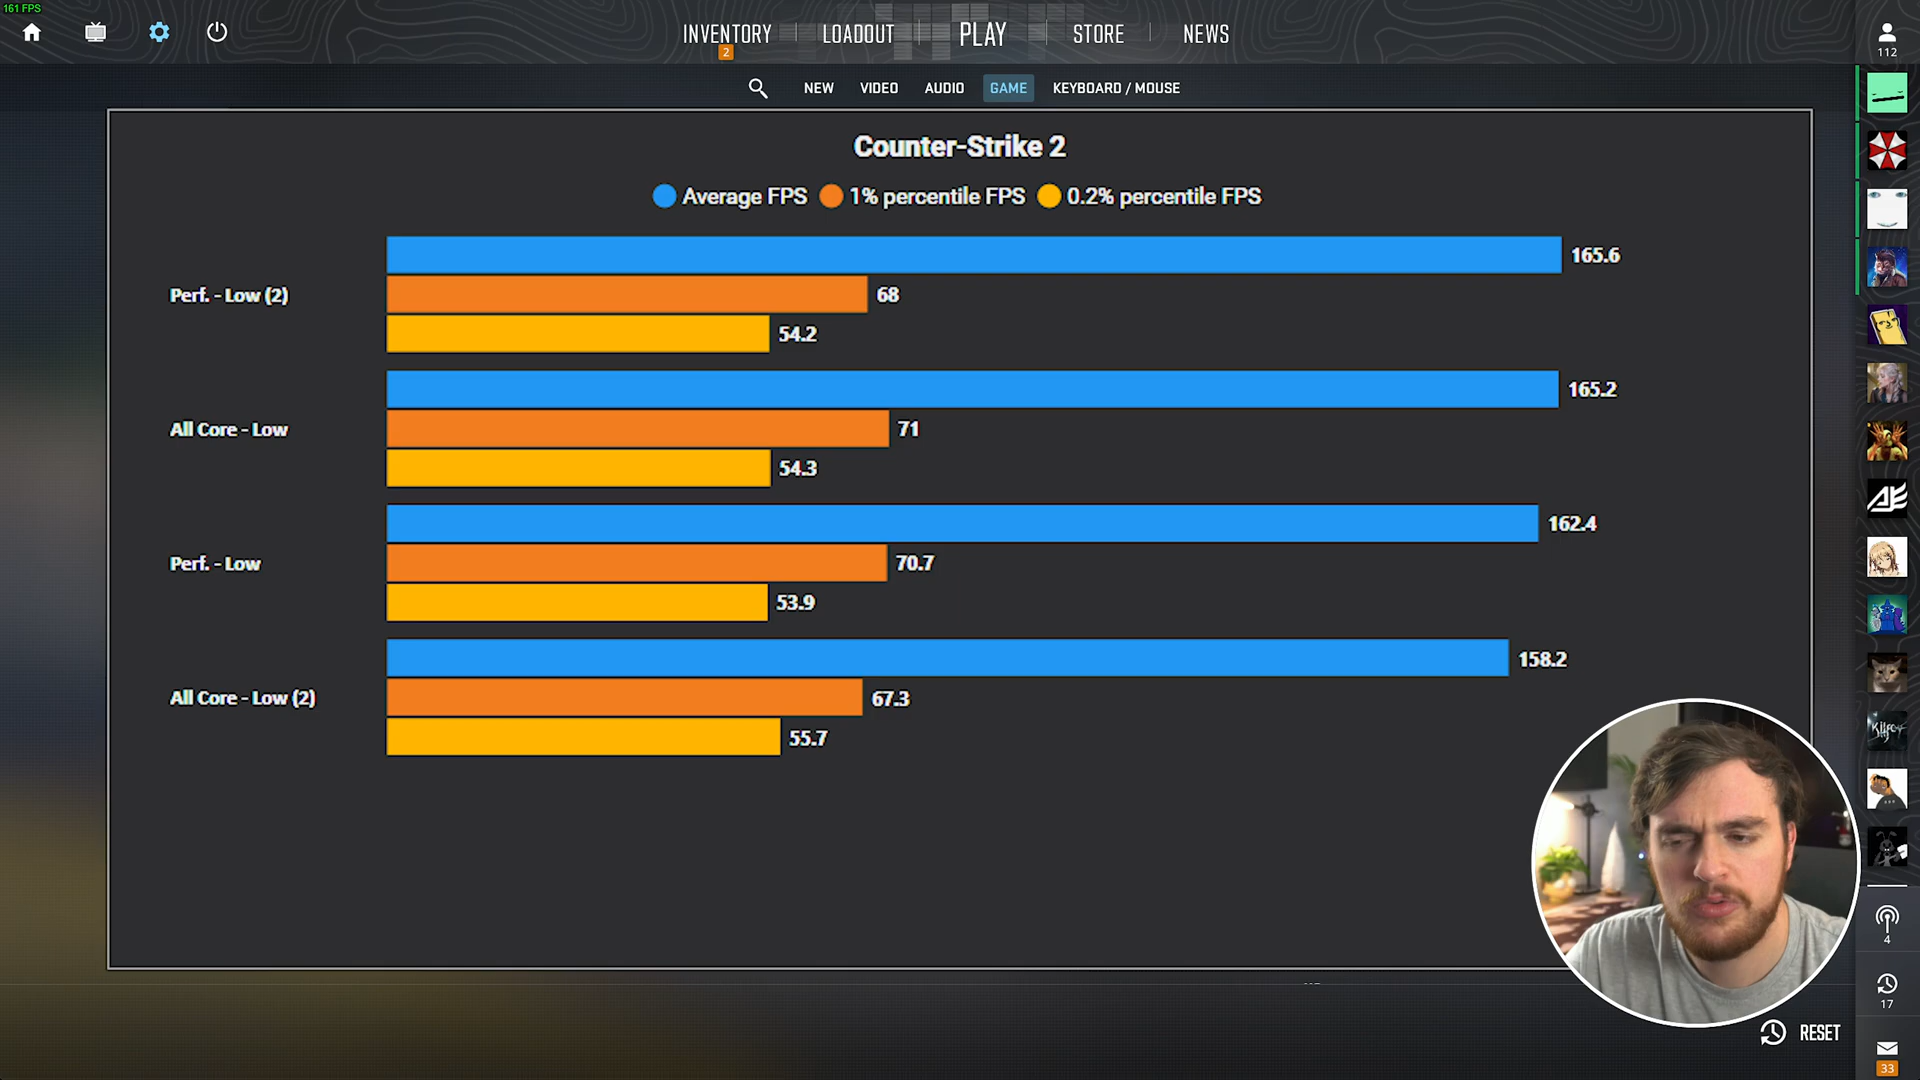 161 FPS
INVENTORY
2
LOADOUT
PLAY
STORE
NEWS
112
NEW
VIDEO
AUDIO
GAME
KEYBOARD / MOUSE
Counter-Strike 2
Average FPS
1% percentile FPS
0.2% percentile FPS
Perf. - Low (2)
165.6
68
54.2
All Core - Low
165.2
71
54.3
Perf. - Low
162.4
70.7
53.9
All Core - Low (2)
158.2
67.3
55.7
4
17
RESET
33